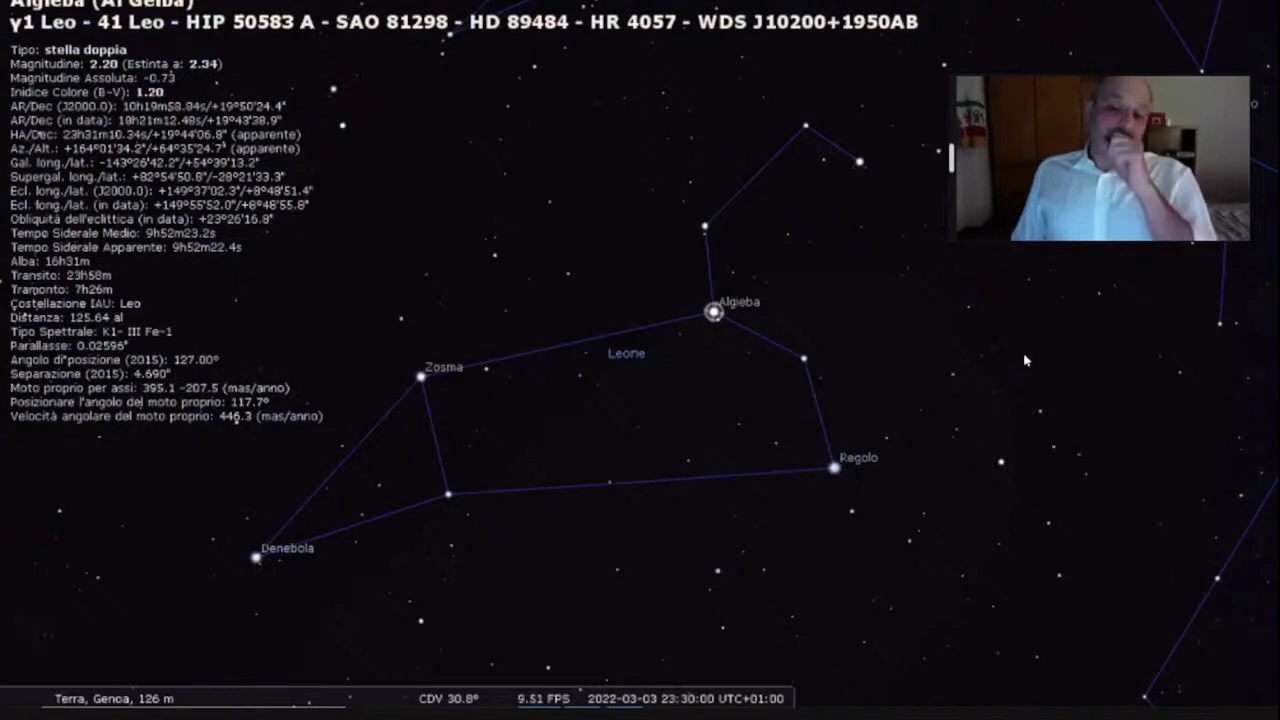 Algieba (Al Geiba)
γ1 Leo - 41 Leo - HIP 50583 A - SAO 81298 - HD 89484 - HR 4057 - WDS J10200+1950AB
Tipo: stella doppia
Magnitudine: 2.20 (Estinta a: 2.34)
Magnitudine Assoluta: -0.73
Inidice Colore (B-V): 1.20
AR/Dec (J2000.0): 10h19m58.84s/+19°50'24.4"
AR/Dec (in data): 10h21m12.48s/+19°43'38.9"
HA/Dec: 23h31m10.34s/+19°44'06.8" (apparente)
Az./Alt.: +164°01'34.2"/+64°35'24.7" (apparente)
Gal. long./lat.: -143°26'42.2"/+54°39'13.2"
Supergal. long./lat.: +82°54'50.8"/-28°21'33.3"
Ecl. long./lat. (J2000.0): +149°37'02.3"/+8°48'51.4"
Ecl. long./lat. (in data): +149°55'52.0"/+8°48'55.8"
Obliquità dell'eclittica (in data): +23°26'16.8"
Tempo Siderale Medio: 9h52m23.2s
Tempo Siderale Apparente: 9h52m22.4s
Alba: 16h31m
Transito: 23h58m
Tramonto: 7h26m
Costellazione IAU: Leo
Distanza: 125.64 al
Tipo Spettrale: K1- III Fe-1
Parallasse: 0.02596"
Angolo di posizione (2015): 127.00°
Separazione (2015): 4.690"
Moto proprio per assi: 395.1 -207.5 (mas/anno)
Posizionare l'angolo del moto proprio: 117.7°
Velocità angolare del moto proprio: 446.3 (mas/anno)
Algieba
Leone
Zosma
Regolo
Denebola
Terra, Genoa, 126 m CDV 30.8° 9.51 FPS 2022-03-03 23:30:00 UTC+01:00